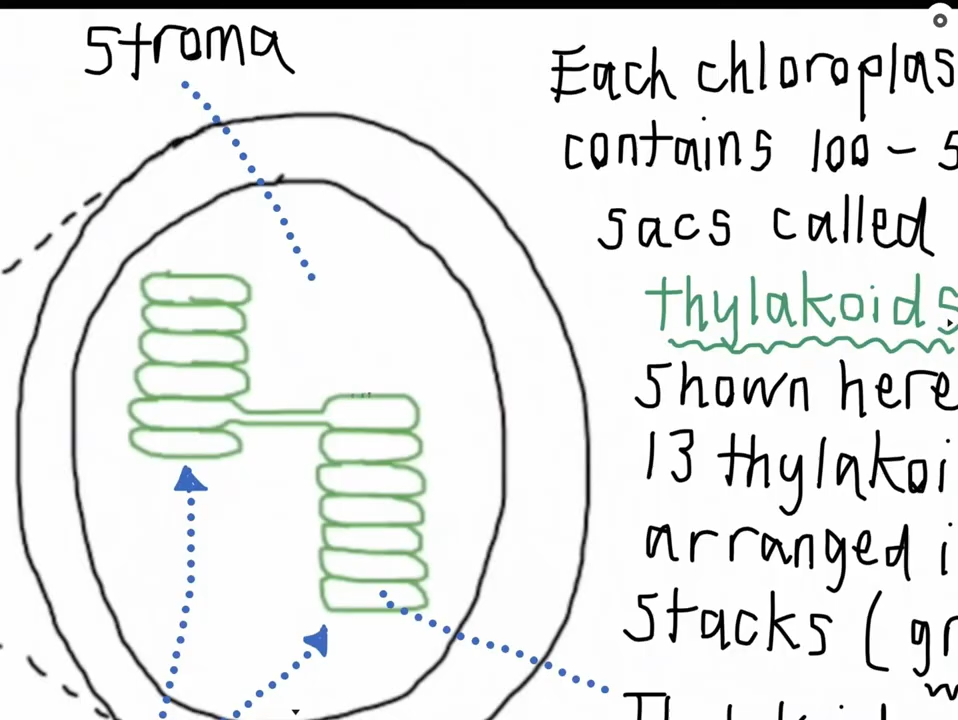 stroma
Each chloroplas
contains 100 - 5
sacs called
thylakoids
shown here
13 thylakoi
arranged i
stacks (gr